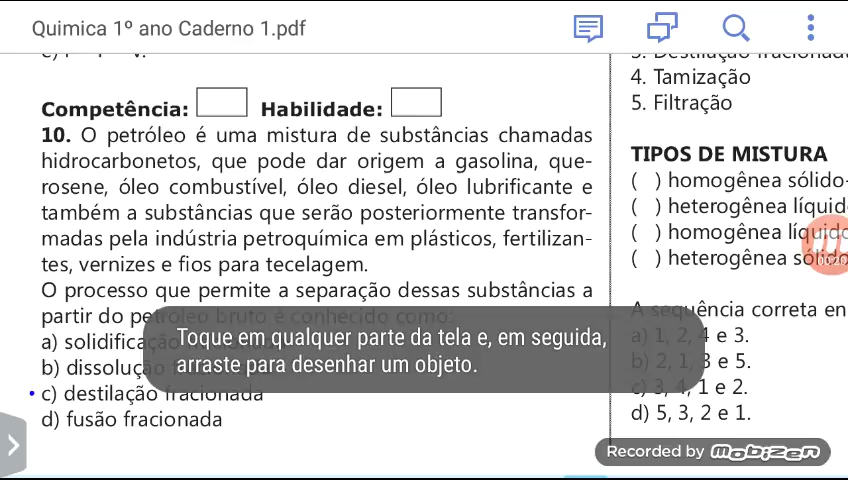 Quimica 1º ano Caderno 1.pdf
Competência: Habilidade:
10. O petróleo é uma mistura de substâncias chamadas
hidrocarbonetos, que pode dar origem a gasolina, que-
rosene, óleo combustível, óleo diesel, óleo lubrificante e
também a substâncias que serão posteriormente transfor-
madas pela indústria petroquímica em plásticos, fertilizan-
tes, vernizes e fios para tecelagem.
O processo que permite a separação dessas substâncias a
partir do petróleo bruto é conhecido como:
a) solidificação
b) dissolução
c) destilação fracionada
d) fusão fracionada
Toque em qualquer parte da tela e, em seguida,
arraste para desenhar um objeto.
4. Tamização
5. Filtração
TIPOS DE MISTURA
( ) homogênea sólido-
( ) heterogênea líquid
( ) homogênea líquido
( ) heterogênea sólido
A sequência correta en
a) 1, 2, 4 e 3.
b) 2, 1, 3 e 5.
c) 3, 4, 1 e 2.
d) 5, 3, 2 e 1.
Recorded by Mobizen